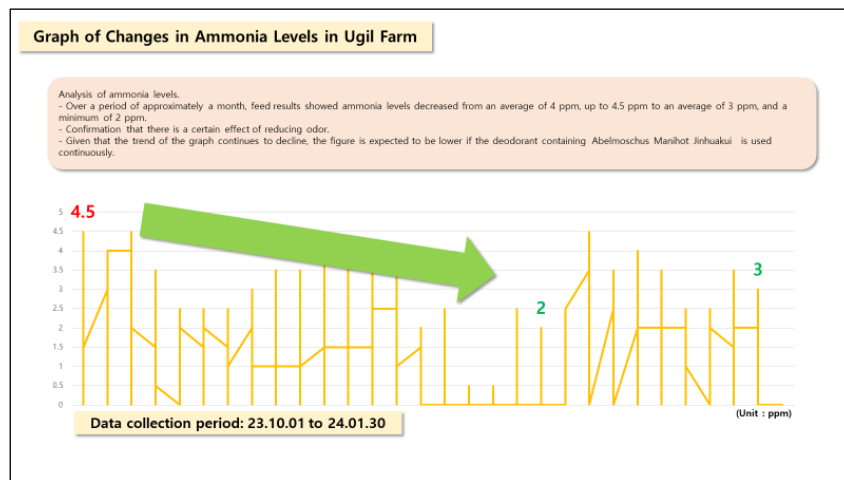 Graph of Changes in Ammonia Levels in Ugil Farm
Analysis of ammonia levels.
- Over a period of approximately a month, feed results showed ammonia levels decreased from an average of 4 ppm, up to 4.5 ppm to an average of 3 ppm, and a
minimum of 2 ppm.
- Confirmation that there is a certain effect of reducing odor.
- Given that the trend of the graph continues to decline, the figure is expected to be lower if the deodorant containing Abelmoschus Manihot Jinhuakui is used
continuously.
5
4.5
4.5
4
3.5
3
3
2.5
2
2
1.5
1
0.5
0
(Unit : ppm)
Data collection period: 23.10.01 to 24.01.30